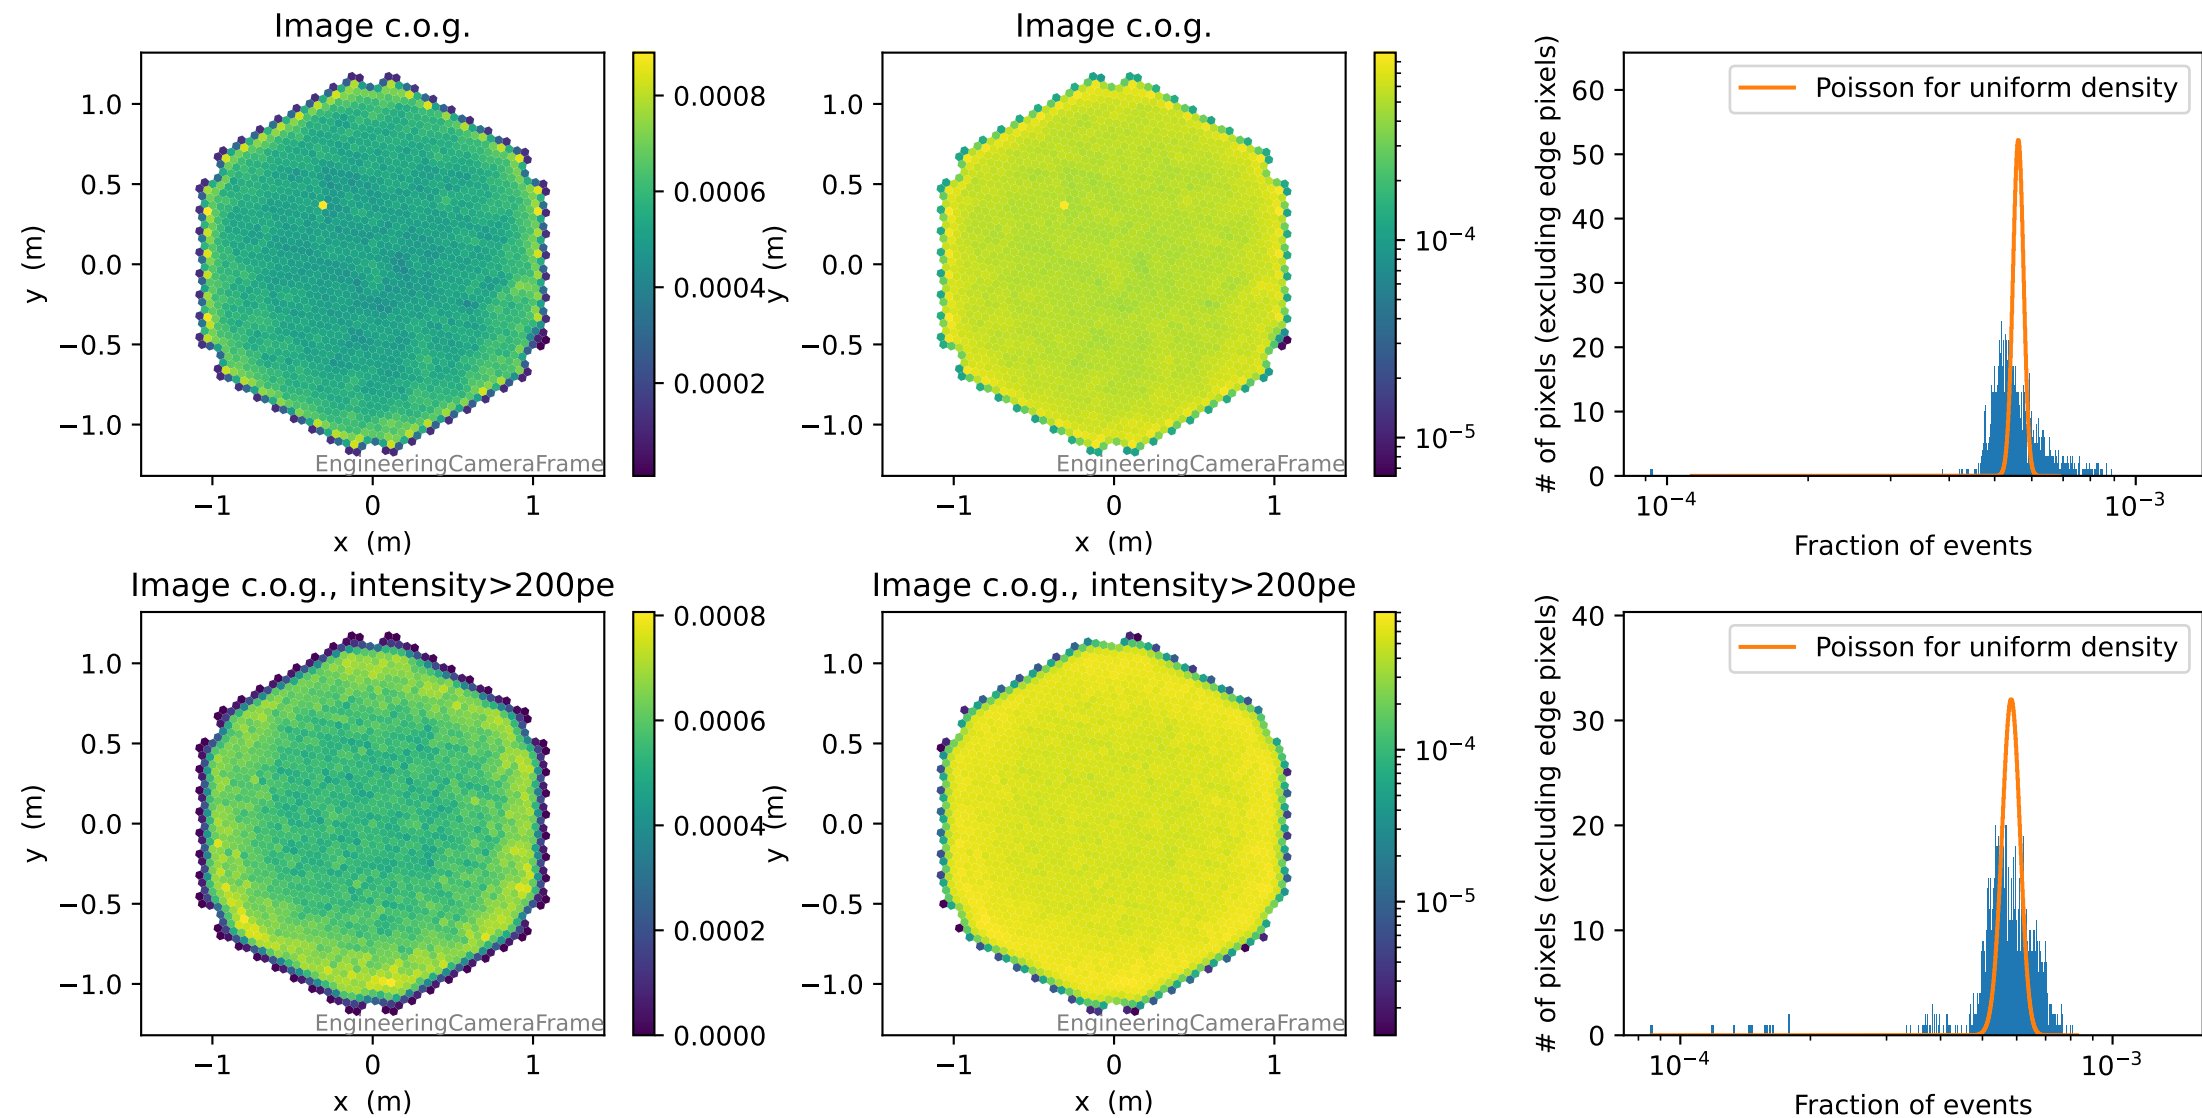 Image c.o.g.
y (m)
1.0
0.5
0.0
−0.5
−1.0
−1
0
1
x (m)
EngineeringCameraFrame
0.0008
0.0006
0.0004
0.0002
Image c.o.g.
y (m)
1.0
0.5
0.0
−0.5
−1.0
−1
0
1
x (m)
EngineeringCameraFrame
10−4
10−5
# of pixels (excluding edge pixels)
60
50
40
30
20
10
0
Poisson for uniform density
10−4
10−3
Fraction of events
Image c.o.g., intensity>200pe
y (m)
1.0
0.5
0.0
−0.5
−1.0
−1
0
1
x (m)
EngineeringCameraFrame
0.0008
0.0006
0.0004
0.0002
0.0000
Image c.o.g., intensity>200pe
y (m)
1.0
0.5
0.0
−0.5
−1.0
−1
0
1
x (m)
EngineeringCameraFrame
10−4
10−5
# of pixels (excluding edge pixels)
40
30
20
10
0
Poisson for uniform density
10−4
10−3
Fraction of events